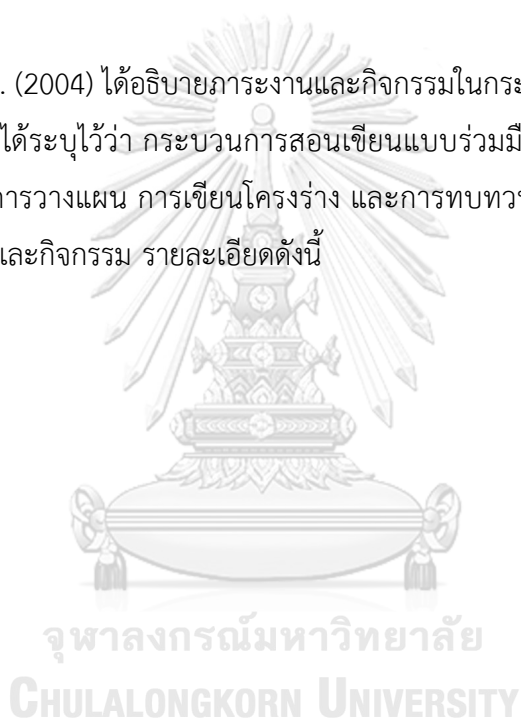 . (2004) ได้อธิบายภาระงานและกิจกรรมในกระ
ได้ระบุไว้ว่า กระบวนการสอนเขียนแบบร่วมมื
การวางแผน การเขียนโครงร่าง และการทบทว
และกิจกรรม รายละเอียดดังนี้
จุฬาลงกรณ์มหาวิทยาลัย
CHULALONGKORN UNIVERSITY